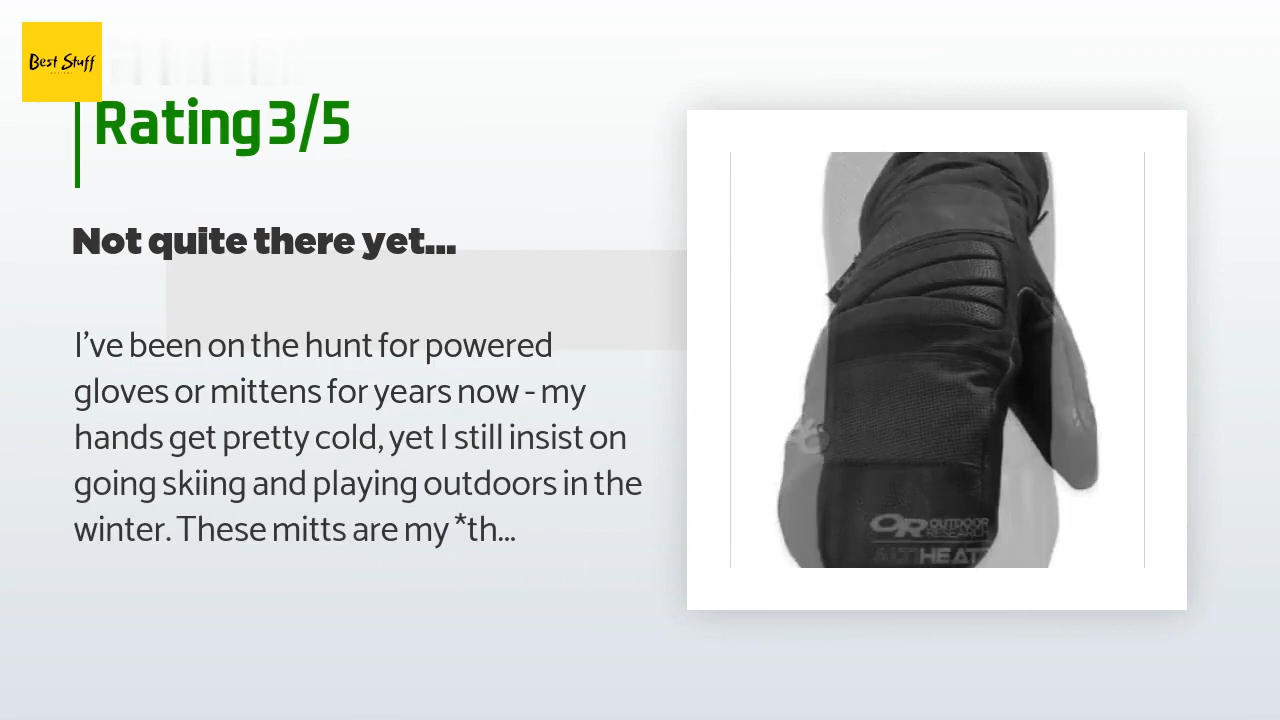 Best Stuff
Rating 3/5
Not quite there yet...
I've been on the hunt for powered
gloves or mittens for years now - my
hands get pretty cold, yet I still insist on
going skiing and playing outdoors in the
winter. These mitts are my *th...
OR OUTDOOR
RESEARCH
ALTIHEAT